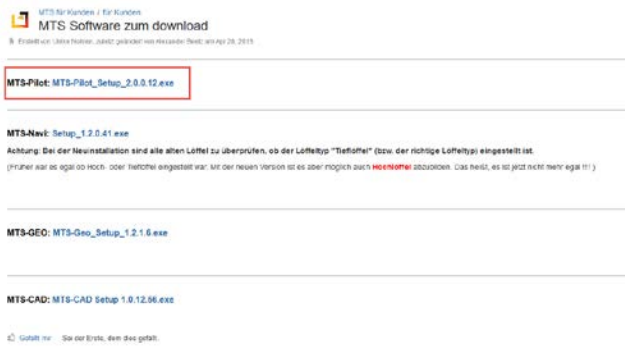 MTS für Kunden / für Kunden
MTS Software zum download
Erstellt von Ulrike Nohlen, zuletzt geändert von Alexander am Apr 28, 2015
MTS-Pilot: MTS-Pilot_Setup_2.0.0.12.exe
MTS-Navi: Setup_1.2.0.41.exe
Achtung: Bei der Neuinstallation sind alle alten Löffel zu überprüfen, ob der Löffeltyp "Tieflöffel" (bzw. der richtige Löffeltyp) eingestellt ist.
(Früher war es egal ob Hoch- oder Tieflöffel eingestellt war. Mit der neuen Version ist es aber möglich auch Hochlöffel abzubilden. Das heißt, es ist jetzt nicht mehr egal !!! )
MTS-GEO: MTS-Geo_Setup_1.2.1.6.exe
MTS-CAD: MTS-CAD Setup 1.0.12.56.exe
Gefällt mir Sei der Erste, dem dies gefällt.